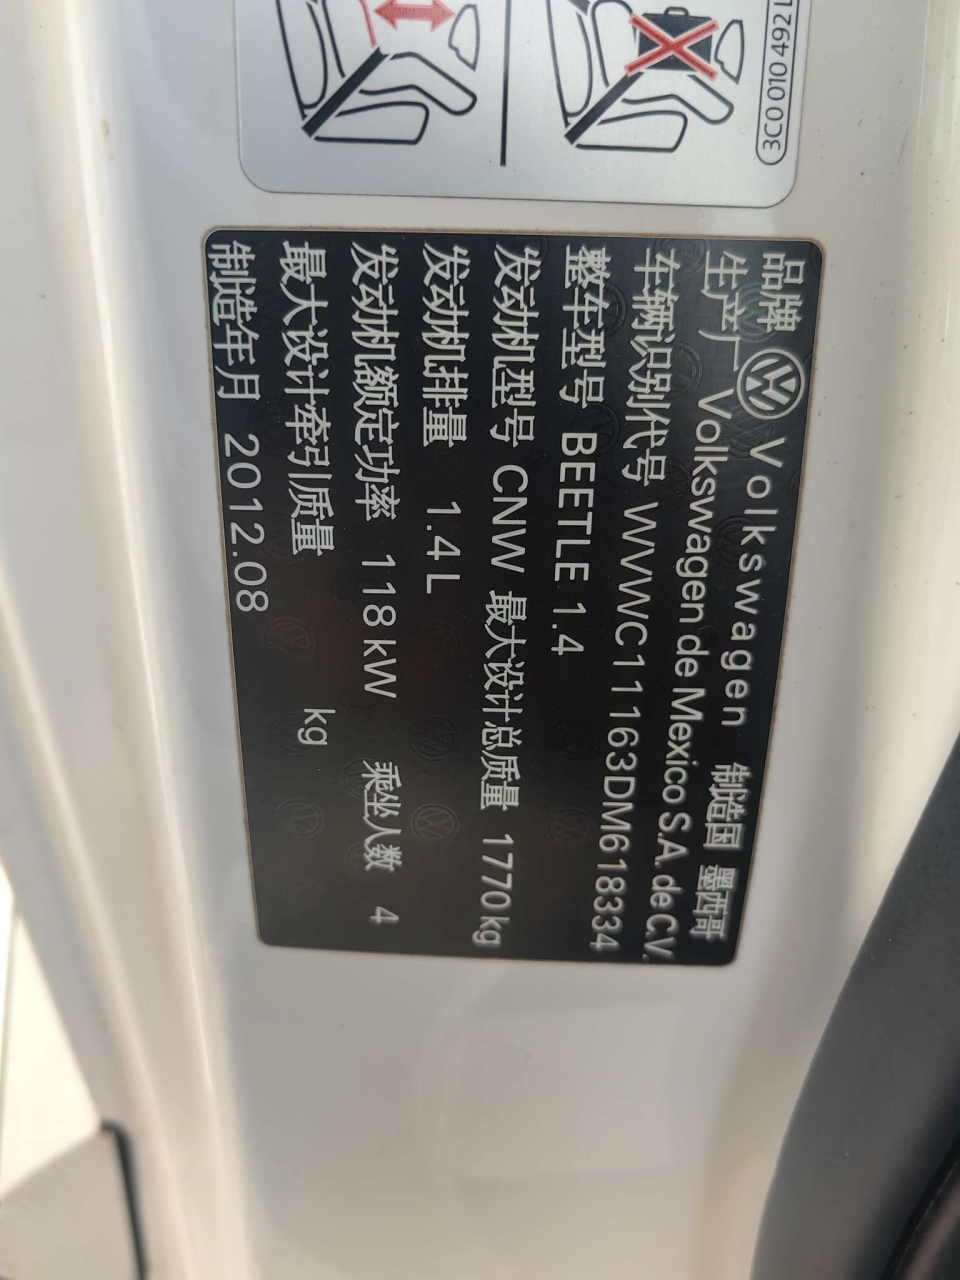 3C0 010 492 L
品牌 Volkswagen 制造国 墨西哥
生产厂 Volkswagen de Mexico S.A. de C.V.
车辆识别代号 WVWC11163DM618334
整车型号 BEETLE 1.4
发动机型号 CNW 最大设计总质量 1770kg
发动机排量 1.4L
发动机额定功率 118kW 乘坐人数 4
最大设计牵引质量 kg
制造年月 2012.08